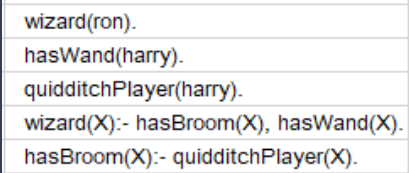 wizard(ron).
hasWand(harry).
quidditchPlayer(harry).
wizard(X):- hasBroom(X), hasWand(X).
hasBroom(X):- quidditchPlayer(X).